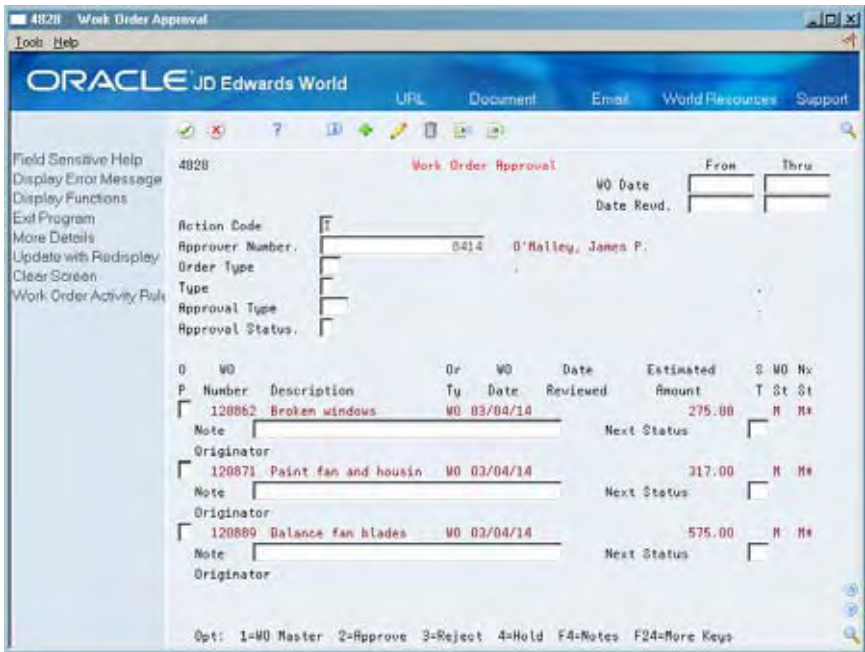 4828 Work Order Approval
Tools Help
ORACLE JD Edwards World
URL Document Email World Resources Support
Field Sensitive Help
Display Error Message
Display Functions
Exit Program
More Details
Update with Redisplay
Clear Screen
Work Order Activity Rule
4828 Work Order Approval From Thru
WO Date
Date Revd.
Action Code I
Approver Number. 8414 O'Malley, James P.
Order Type
Type
Approval Type
Approval Status.
O WO Or WO Date Estimated S WO Nx
P Number Description Ty Date Reviewed Amount T St St
120862 Broken windows WO 03/04/14 275.00 M M*
Note Next Status
Originator
120871 Paint fan and housin WO 03/04/14 317.00 M M*
Note Next Status
Originator
120889 Balance fan blades WO 03/04/14 575.00 M M*
Note Next Status
Originator
Opt: 1=WO Master 2=Approve 3=Reject 4=Hold F4=Notes F24=More Keys